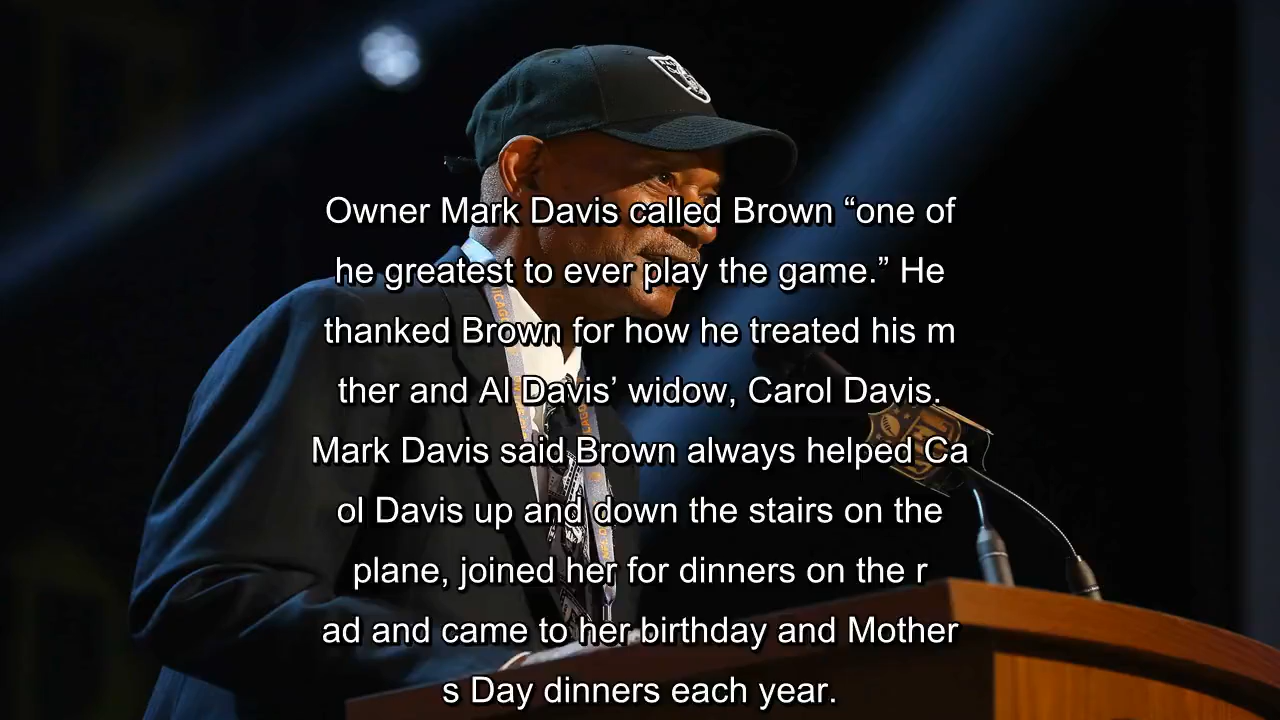 Owner Mark Davis called Brown “one of
he greatest to ever play the game.” He
thanked Brown for how he treated his m
ther and Al Davis’ widow, Carol Davis.
Mark Davis said Brown always helped Ca
ol Davis up and down the stairs on the
plane, joined her for dinners on the r
ad and came to her birthday and Mother
s Day dinners each year.